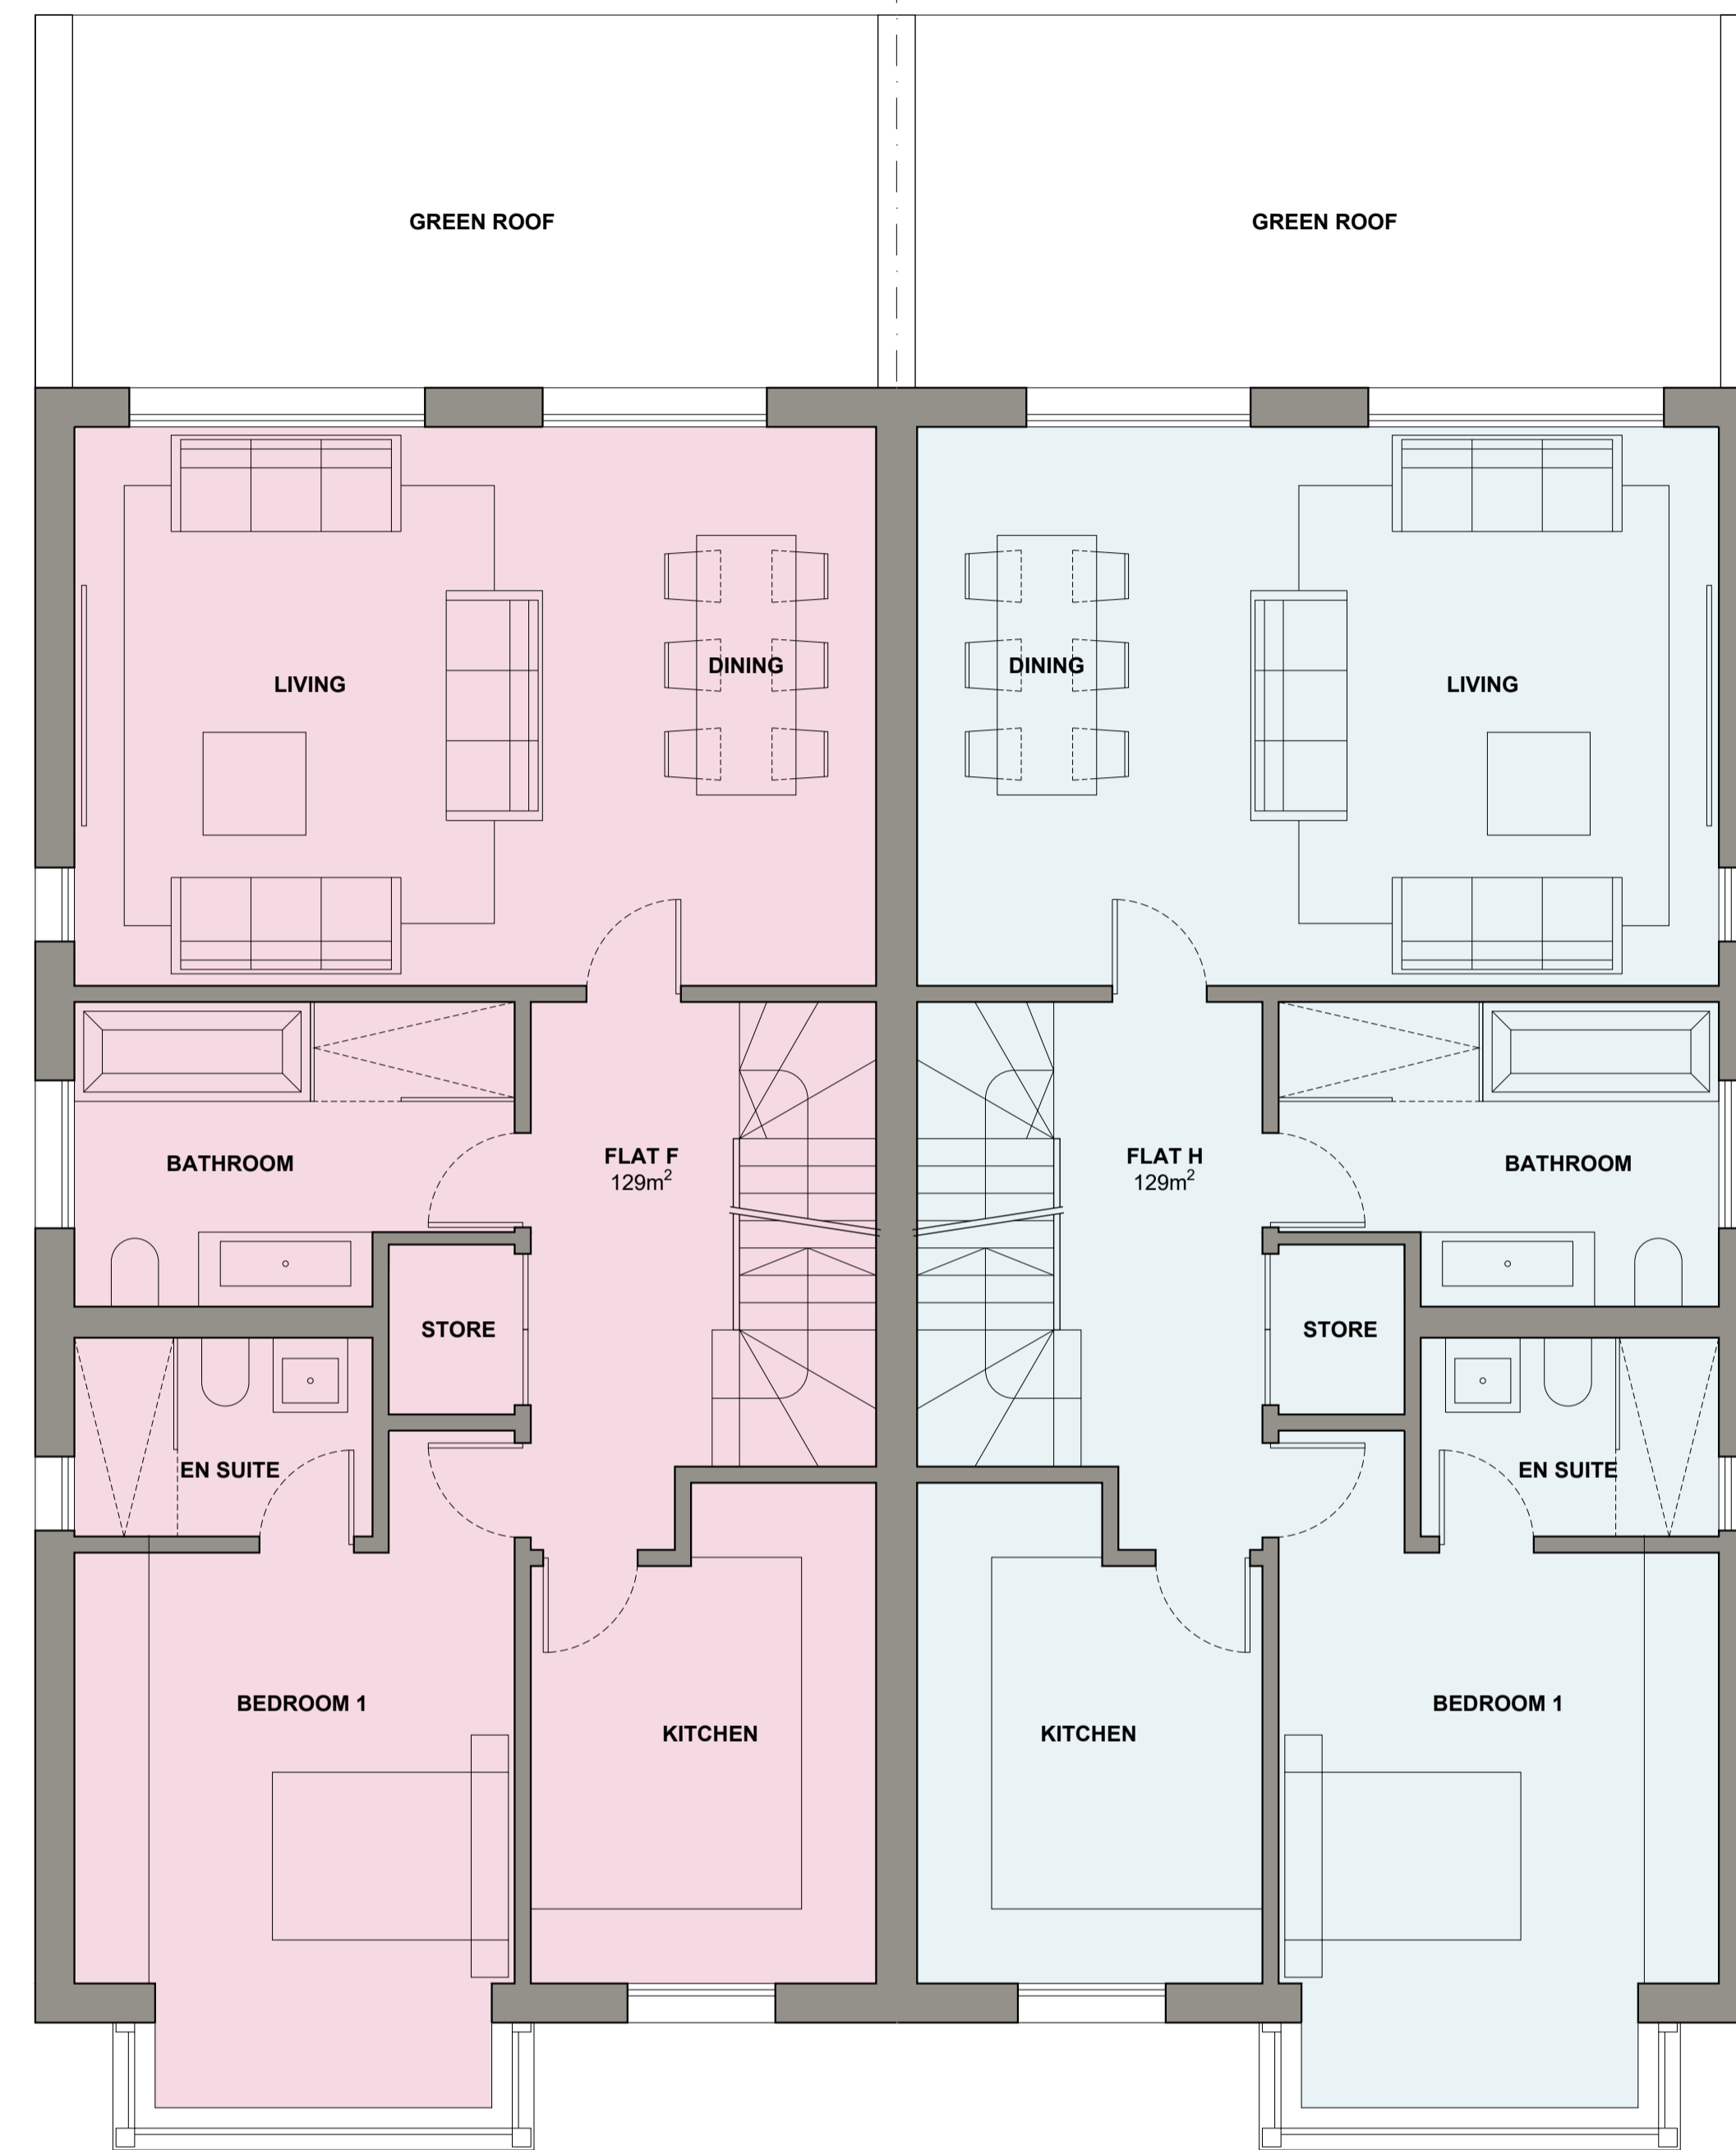 GREEN ROOF
GREEN ROOF
LIVING
DINING
DINING
LIVING
BATHROOM
FLAT F
129m²
FLAT H
129m²
BATHROOM
STORE
STORE
EN SUITE
EN SUITE
BEDROOM 1
KITCHEN
KITCHEN
BEDROOM 1